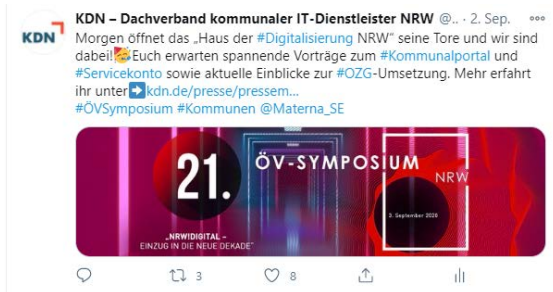 KDN
KDN – Dachverband kommunaler IT-Dienstleister NRW @.. · 2. Sep.
Morgen öffnet das „Haus der #Digitalisierung NRW“ seine Tore und wir sind
dabei!🥳Euch erwarten spannende Vorträge zum #Kommunalportal und
#Servicekonto sowie aktuelle Einblicke zur #OZG-Umsetzung. Mehr erfahrt
ihr unter➡kdn.de/presse/pressem...
#ÖVSymposium #Kommunen @Materna_SE
21. ÖV-SYMPOSIUM
NRW
3. September 2020
„NRW!DIGITAL –
EINZUG IN DIE NEUE DEKADE“
3 8